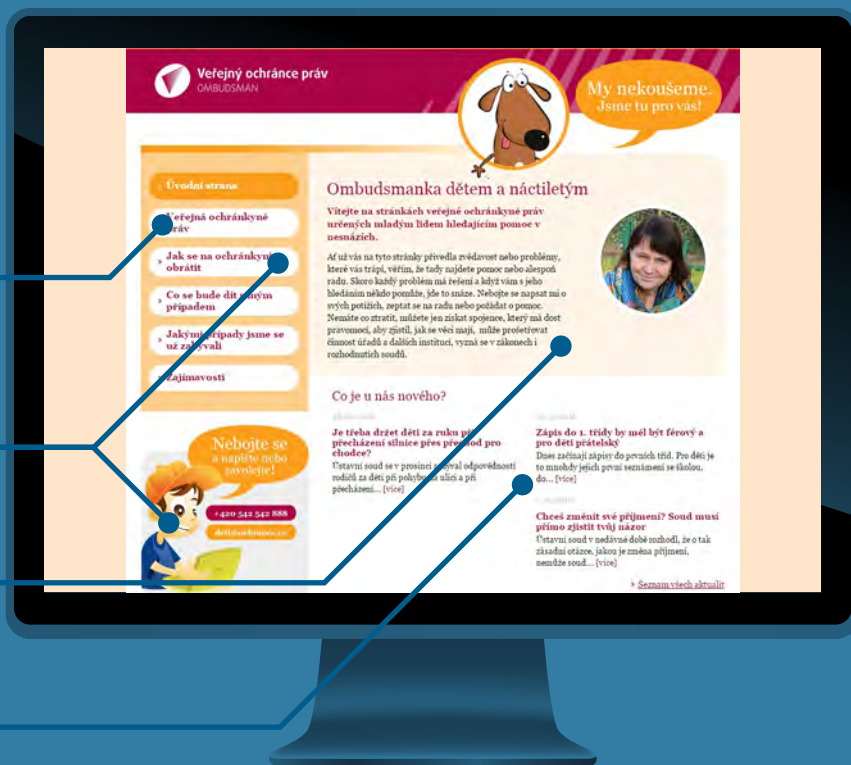 Veřejný ochránce práv
OMBUDSMAN
My nekoušeme.
Jsme tu pro vás!
Úvodní strana
Veřejná ochránkyně
práv
Jak se na ochránkyni
obrátit
Co se bude dít s mým
případem
Jakými případy jsme se
už zabývali
Zajímavosti
Nebojte se
a napište nebo
zavolejte!
+420 542 542 888
Ombudsmanka dětem a náctiletým
Vítejte na stránkách veřejné ochránkyně práv
určených mladým lidem hledajícím pomoc v
nesnázích.
Ať už vás na tyto stránky přivedla zvědavost nebo problémy,
které vás trápí, věřím, že tady najdete pomoc nebo alespoň
radu. Skoro každý problém má řešení a když vám s jeho
hledáním někdo pomůže, jde to snáze. Nebojte se napsat mi o
svých potížích, zeptat se na radu nebo požádat o pomoc.
Nemáte co ztratit, můžete jen získat spojence, který má dost
pravomocí, aby zjistil, jak se věci mají, může prošetřovat
činnost úřadů a dalších institucí, vyzná se v zákonech i
rozhodnutích soudů.
Co je u nás nového?
Je třeba držet děti za ruku při
přecházení silnice přes přechod pro
chodce?
Ústavní soud se v prosinci zabýval odpovědností
rodičů za děti při pohybu na ulici a při
přecházení... [více]
Zápis do 1. třídy by měl být férový a
pro děti přátelský
Dnes začínají zápisy do prvních tříd. Pro děti je
to mnohdy jejich první seznámení se školou,
do... [více]
Chceš změnit své příjmení? Soud musí
přímo zjistit tvůj názor
Ústavní soud v nedávné době rozhodl, že o tak
zásadní otázce, jakou je změna příjmení,
nemůže soud... [více]
Seznam všech aktualit